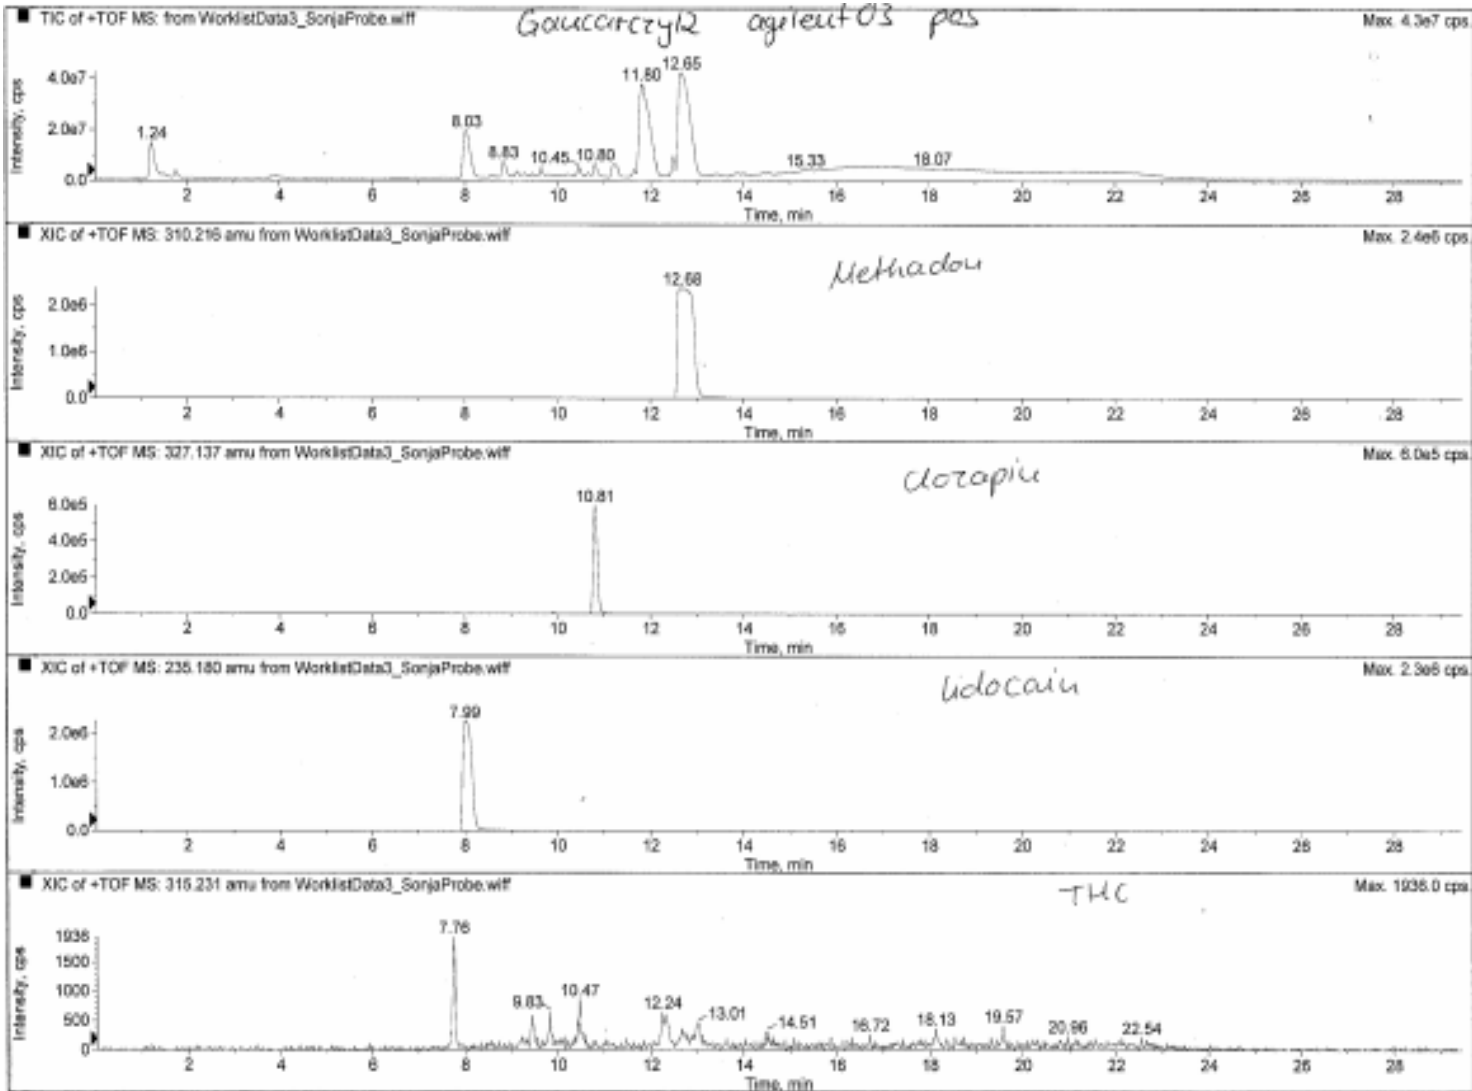 TIC of +TOF MS: from WorklistData3_SonjaProbe.wiff
agilent03 pos
Max. 4.3e7 cps.
Intensity, cps
4.0e7
2.0e7
0.0
1.24
8.03
8.83
10.45
10.80
11.80
12.65
15.33
18.07
2 4 6 8 10 12 14 16 18 20 22 24 26 28
Time, min
XIC of +TOF MS: 310.216 amu from WorklistData3_SonjaProbe.wiff
Max. 2.4e6 cps.
Methadon
Intensity, cps
2.0e6
1.0e6
0.0
12.68
2 4 6 8 10 12 14 16 18 20 22 24 26 28
Time, min
XIC of +TOF MS: 327.137 amu from WorklistData3_SonjaProbe.wiff
Max. 6.0e5 cps.
Clozapin
Intensity, cps
6.0e5
4.0e5
2.0e5
0.0
10.81
2 4 6 8 10 12 14 16 18 20 22 24 26 28
Time, min
XIC of +TOF MS: 235.180 amu from WorklistData3_SonjaProbe.wiff
Max. 2.3e6 cps.
Lidocain
Intensity, cps
2.0e6
1.0e6
0.0
7.99
2 4 6 8 10 12 14 16 18 20 22 24 26 28
Time, min
XIC of +TOF MS: 315.231 amu from WorklistData3_SonjaProbe.wiff
Max. 1936.0 cps.
THC
Intensity, cps
1936
1500
1000
500
0
7.76
9.83
10.47
12.24
13.01
14.51
16.72
18.13
19.57
20.96
22.54
2 4 6 8 10 12 14 16 18 20 22 24 26 28
Time, min